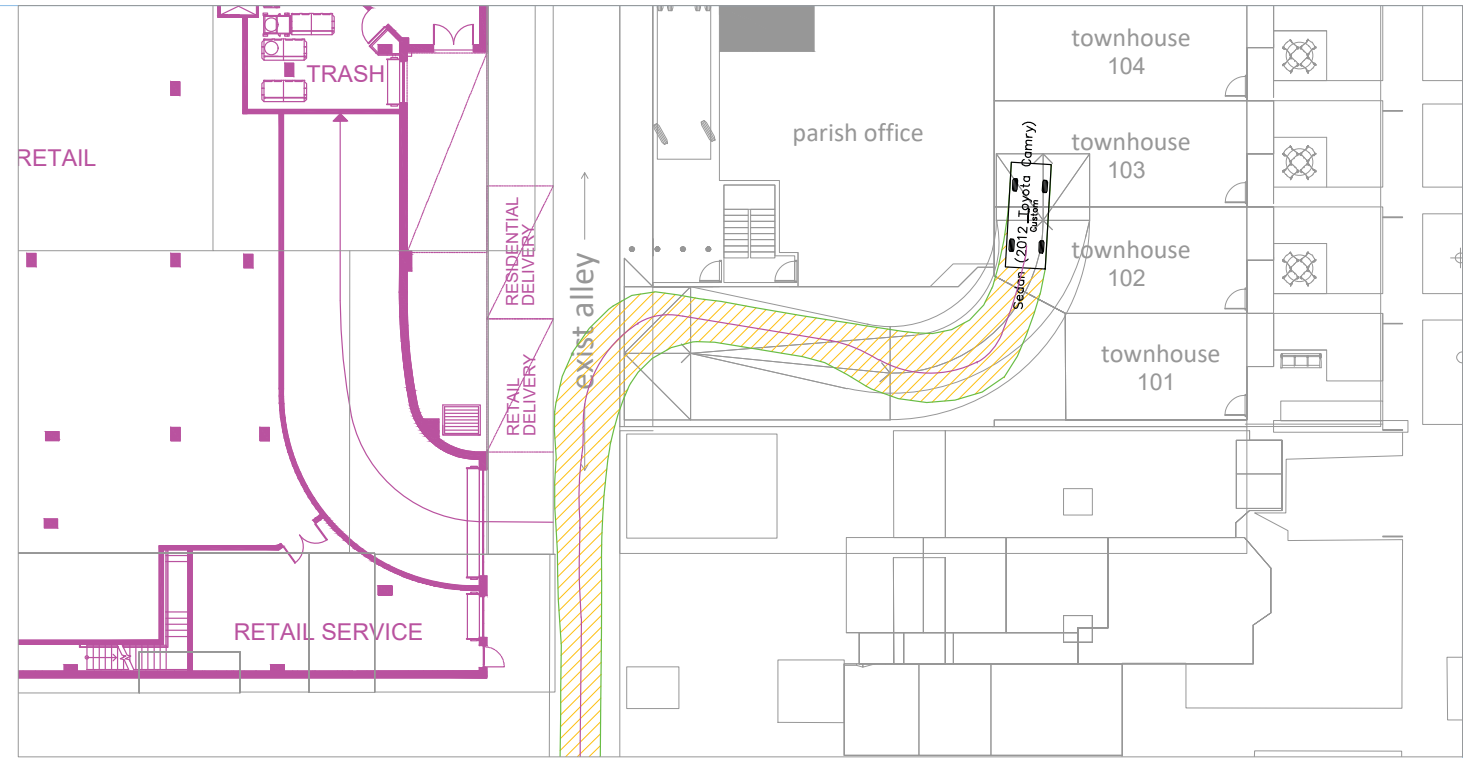 TRASH
RETAIL
RESIDENTIAL
DELIVERY
RETAIL
DELIVERY
exist alley
parish office
townhouse
104
townhouse
103
townhouse
102
townhouse
101
Sedan (2012 Toyota Camry)
Custom
RETAIL SERVICE